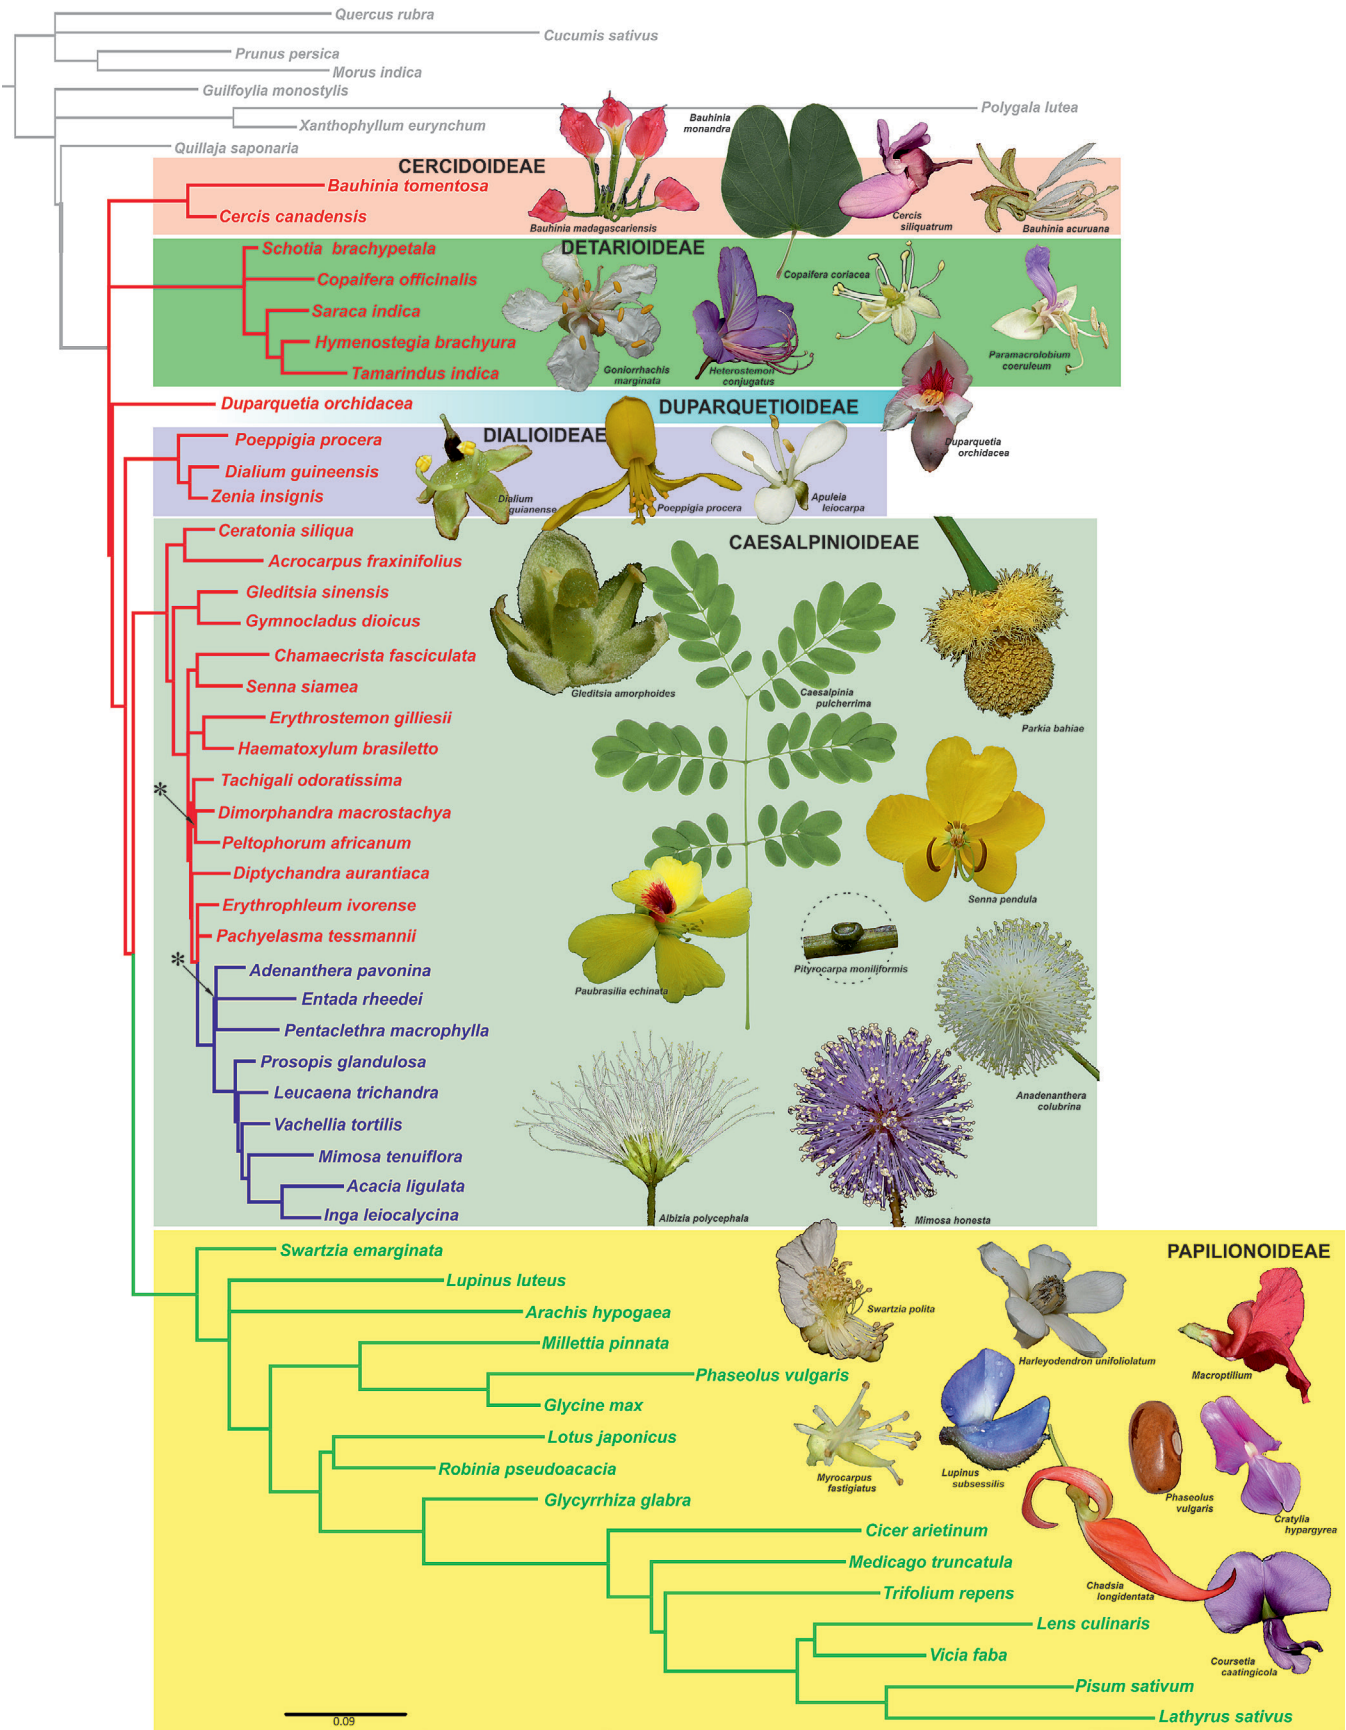 Quercus rubra
Cucumis sativus
Prunus persica
Morus indica
Guilfoylia monostylis
Polygala lutea
Xanthophyllum eurynchum
Quillaja saponaria
Bauhinia
monandra
CERCIDOIDEAE
Bauhinia tomentosa
Cercis canadensis
Bauhinia madagascariensis
Cercis
siliquatrum
Bauhinia acuruana
DETARIOIDEAE
Schotia brachypetala
Copaifera officinalis
Saraca indica
Hymenostegia brachyura
Tamarindus indica
Copaifera coriacea
Goniorrhachis
marginata
Heterostemon
conjugatus
Paramacrolobium
coeruleum
Duparquetia orchidacea
DUPARQUETIOIDEAE
Duparquetia
orchidacea
DIALIOIDEAE
Poeppigia procera
Dialium guineensis
Zenia insignis
Dialium
guianense
Poeppigia procera
Apuleia
leiocarpa
CAESALPINIOIDEAE
Ceratonia siliqua
Acrocarpus fraxinifolius
Gleditsia sinensis
Gymnocladus dioicus
Chamaecrista fasciculata
Senna siamea
Erythrostemon gilliesii
Haematoxylum brasiletto
Tachigali odoratissima
*
Dimorphandra macrostachya
Peltophorum africanum
Diptychandra aurantiaca
Erythrophleum ivorense
Pachyelasma tessmannii
*
Adenanthera pavonina
Entada rheedei
Pentaclethra macrophylla
Prosopis glandulosa
Leucaena trichandra
Vachellia tortilis
Mimosa tenuiflora
Acacia ligulata
Inga leiocalycina
Gleditsia amorphoides
Caesalpinia
pulcherrima
Parkia bahiae
Senna pendula
Paubrasilia echinata
Pityrocarpa moniliformis
Anadenanthera
colubrina
Albizia polycephala
Mimosa honesta
PAPILIONOIDEAE
Swartzia emarginata
Lupinus luteus
Arachis hypogaea
Millettia pinnata
Phaseolus vulgaris
Glycine max
Lotus japonicus
Robinia pseudoacacia
Glycyrrhiza glabra
Cicer arietinum
Medicago truncatula
Trifolium repens
Lens culinaris
Vicia faba
Pisum sativum
Lathyrus sativus
Swartzia polita
Harleyodendron unifoliolatum
Macroptilium
Myrocarpus
fastigiatus
Lupinus
subsessilis
Phaseolus
vulgaris
Cratylia
hypargyrea
Chadsia
longidentata
Coursetia
caatingicola
0.09